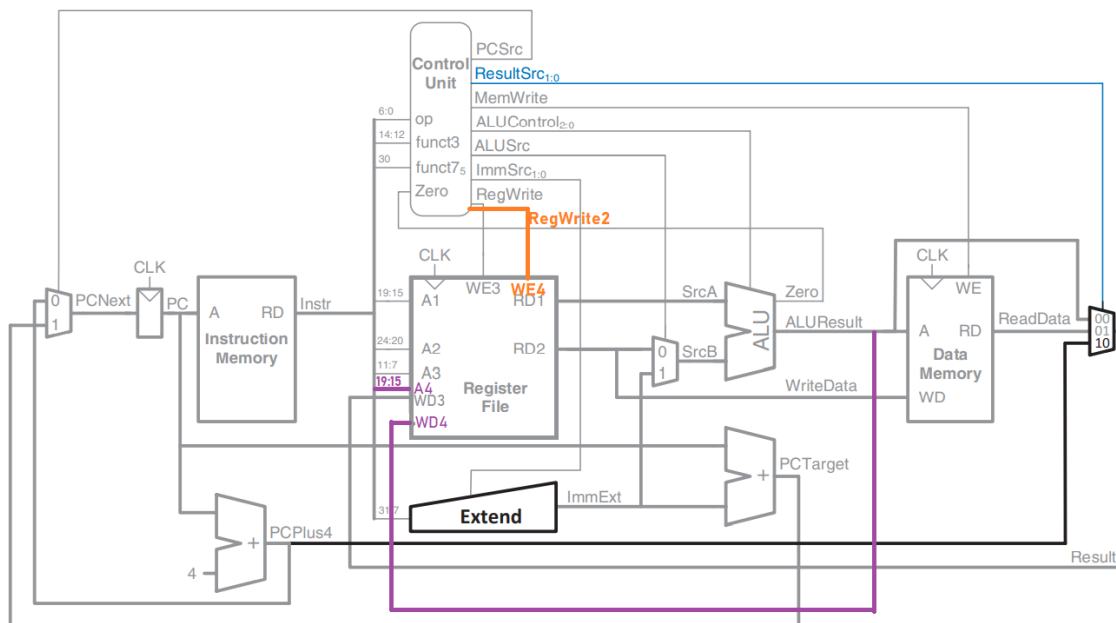 PCSrc
Control
Unit
ResultSrc1:0
MemWrite
6:0
op
ALUControl2:0
14:12
funct3
ALUSrc
30
funct75
ImmSrc1:0
Zero
RegWrite
RegWrite2
CLK
CLK
CLK
WE3
WE4
WE
0
1
PCNext
PC
A
RD
Instr
Instruction
Memory
19:15
A1
RD1
SrcA
Zero
24:20
A2
RD2
0
1
SrcB
ALU
ALUResult
A
RD
ReadData
00
01
10
11:7
A3
19:15
A4
WD3
WD4
Register
File
Data
Memory
WriteData
WD
+
PCTarget
31:7
Extend
ImmExt
PCPlus4
+
4
Result